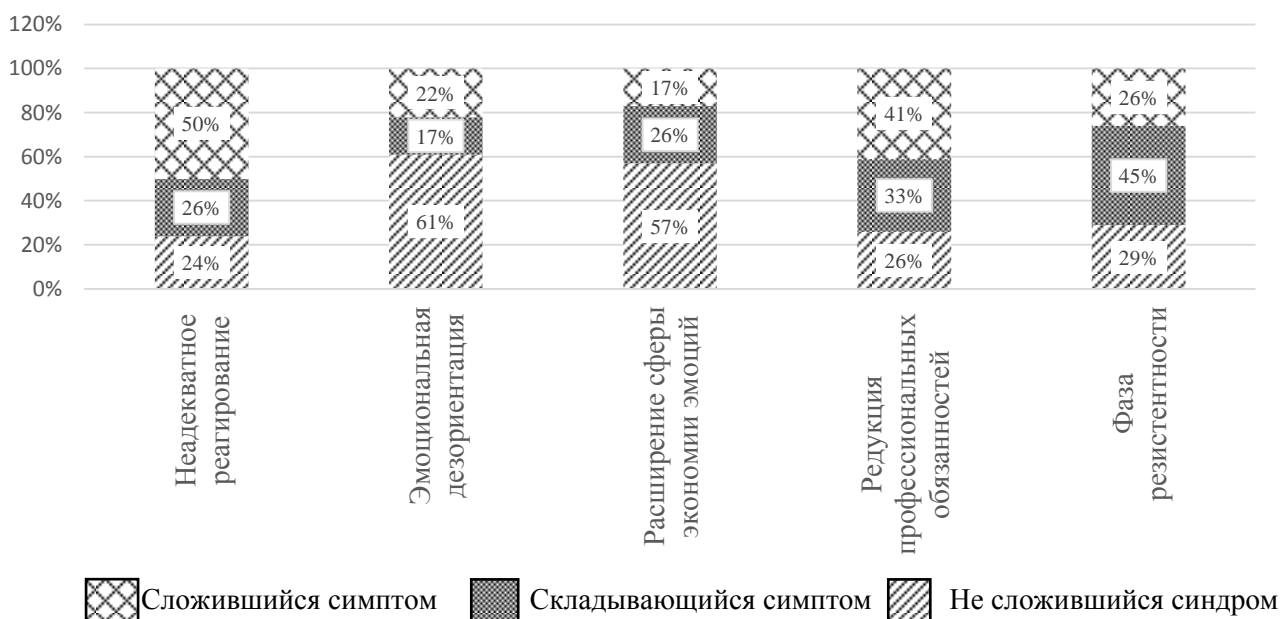 120%
100%
80%
60%
40%
20%
0%
50%
26%
24%
22%
17%
61%
17%
26%
57%
41%
33%
26%
26%
45%
29%
Неадекватное
реагирование
Эмоциональная
дезориентация
Расширение сферы
экономии эмоций
Редукция
профессиональных
обязанностей
Фаза
резистентности
Сложившийся симптом
Складывающийся симптом
Не сложившийся синдром